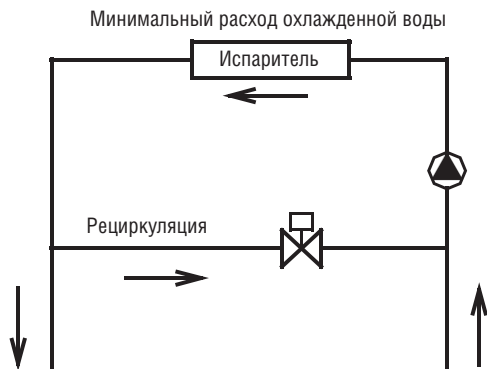 Минимальный расход охлажденной воды
Испаритель
Рециркуляция